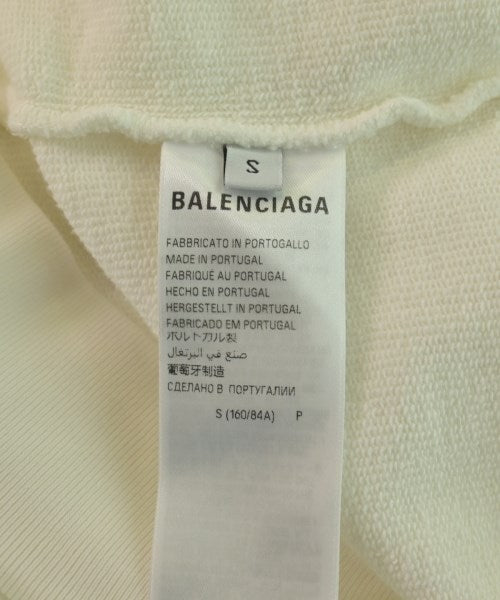 S
BALENCIAGA
FABBRICATO IN PORTOGALLO
MADE IN PORTUGAL
FABRIQUÉ AU PORTUGAL
HECHO EN PORTUGAL
HERGESTELLT IN PORTUGAL
FABRICADO EM PORTUGAL
ポルトガル製
صنع في البرتغال
葡萄牙制造
СДЕЛАНО В ПОРТУГАЛИИ
S (160/84A) P